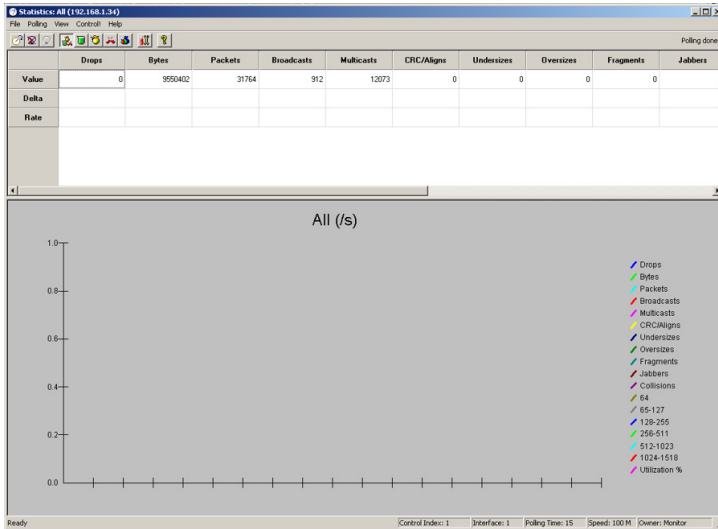 Statistics: All (192.168.1.34)
File Polling View Control! Help
Polling done
Drops Bytes Packets Broadcasts Multicasts CRC/Aligns Undersizes Oversizes Fragments Jabbers
Value 0 9550402 31764 912 12073 0 0 0 0
Delta
Rate
All (/s)
1.0
0.8
0.6
0.4
0.2
0.0
Drops
Bytes
Packets
Broadcasts
Multicasts
CRC/Aligns
Undersizes
Oversizes
Fragments
Jabbers
Collisions
64
65-127
128-255
256-511
512-1023
1024-1518
Utilization %
Ready Control Index: 1 Interface: 1 Polling Time: 15 Speed: 100 M Owner: Monitor